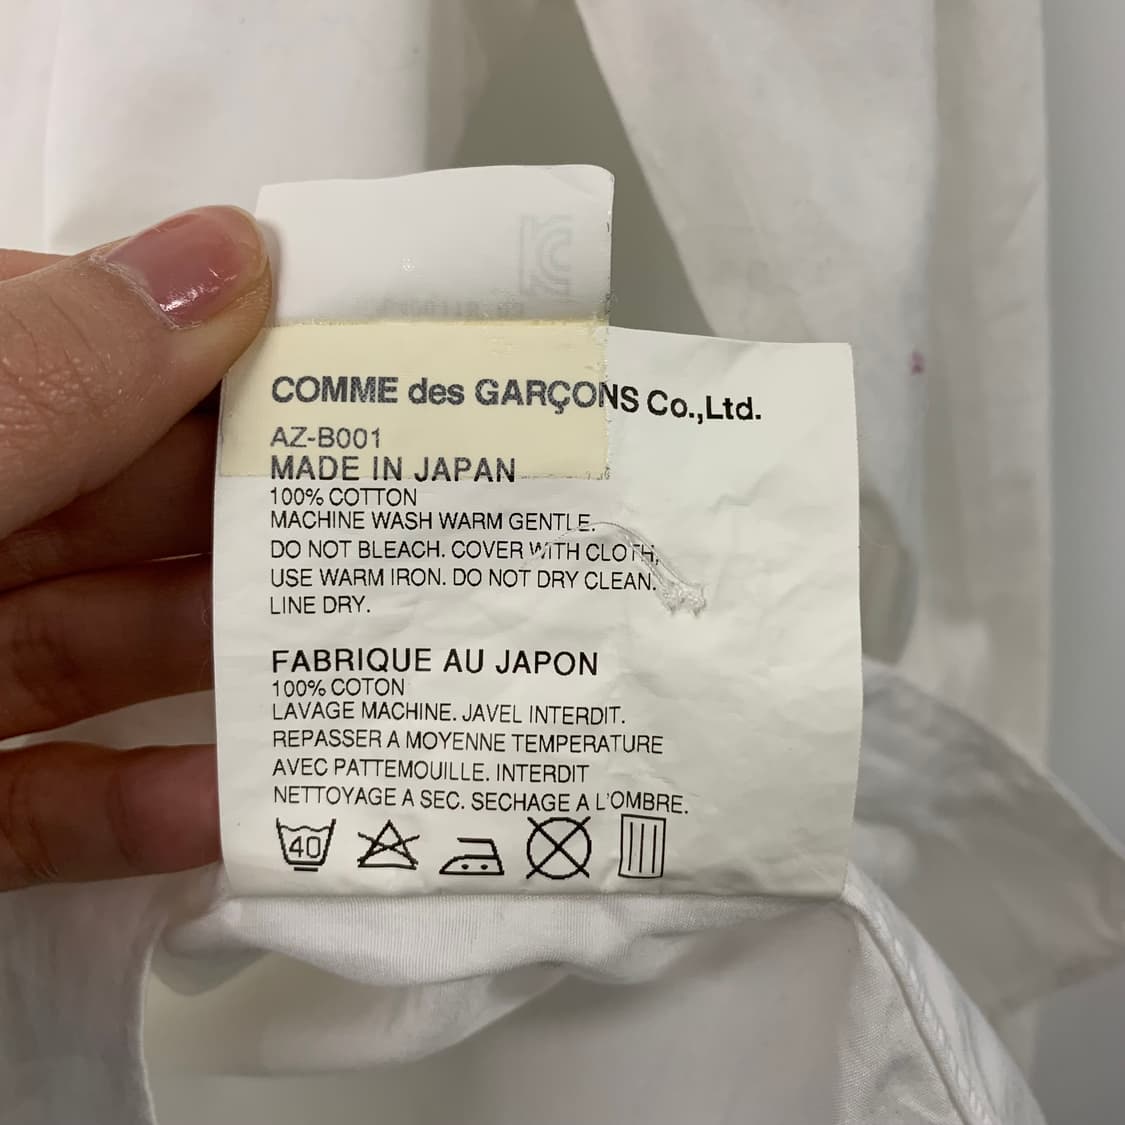 COMME des GARÇONS Co.,Ltd.
AZ-B001
MADE IN JAPAN
100% COTTON
MACHINE WASH WARM GENTLE.
DO NOT BLEACH. COVER WITH CLOTH,
USE WARM IRON. DO NOT DRY CLEAN.
LINE DRY.
FABRIQUE AU JAPON
100% COTON
LAVAGE MACHINE. JAVEL INTERDIT.
REPASSER A MOYENNE TEMPERATURE
AVEC PATTEMOUILLE. INTERDIT
NETTOYAGE A SEC. SECHAGE A L'OMBRE.
40